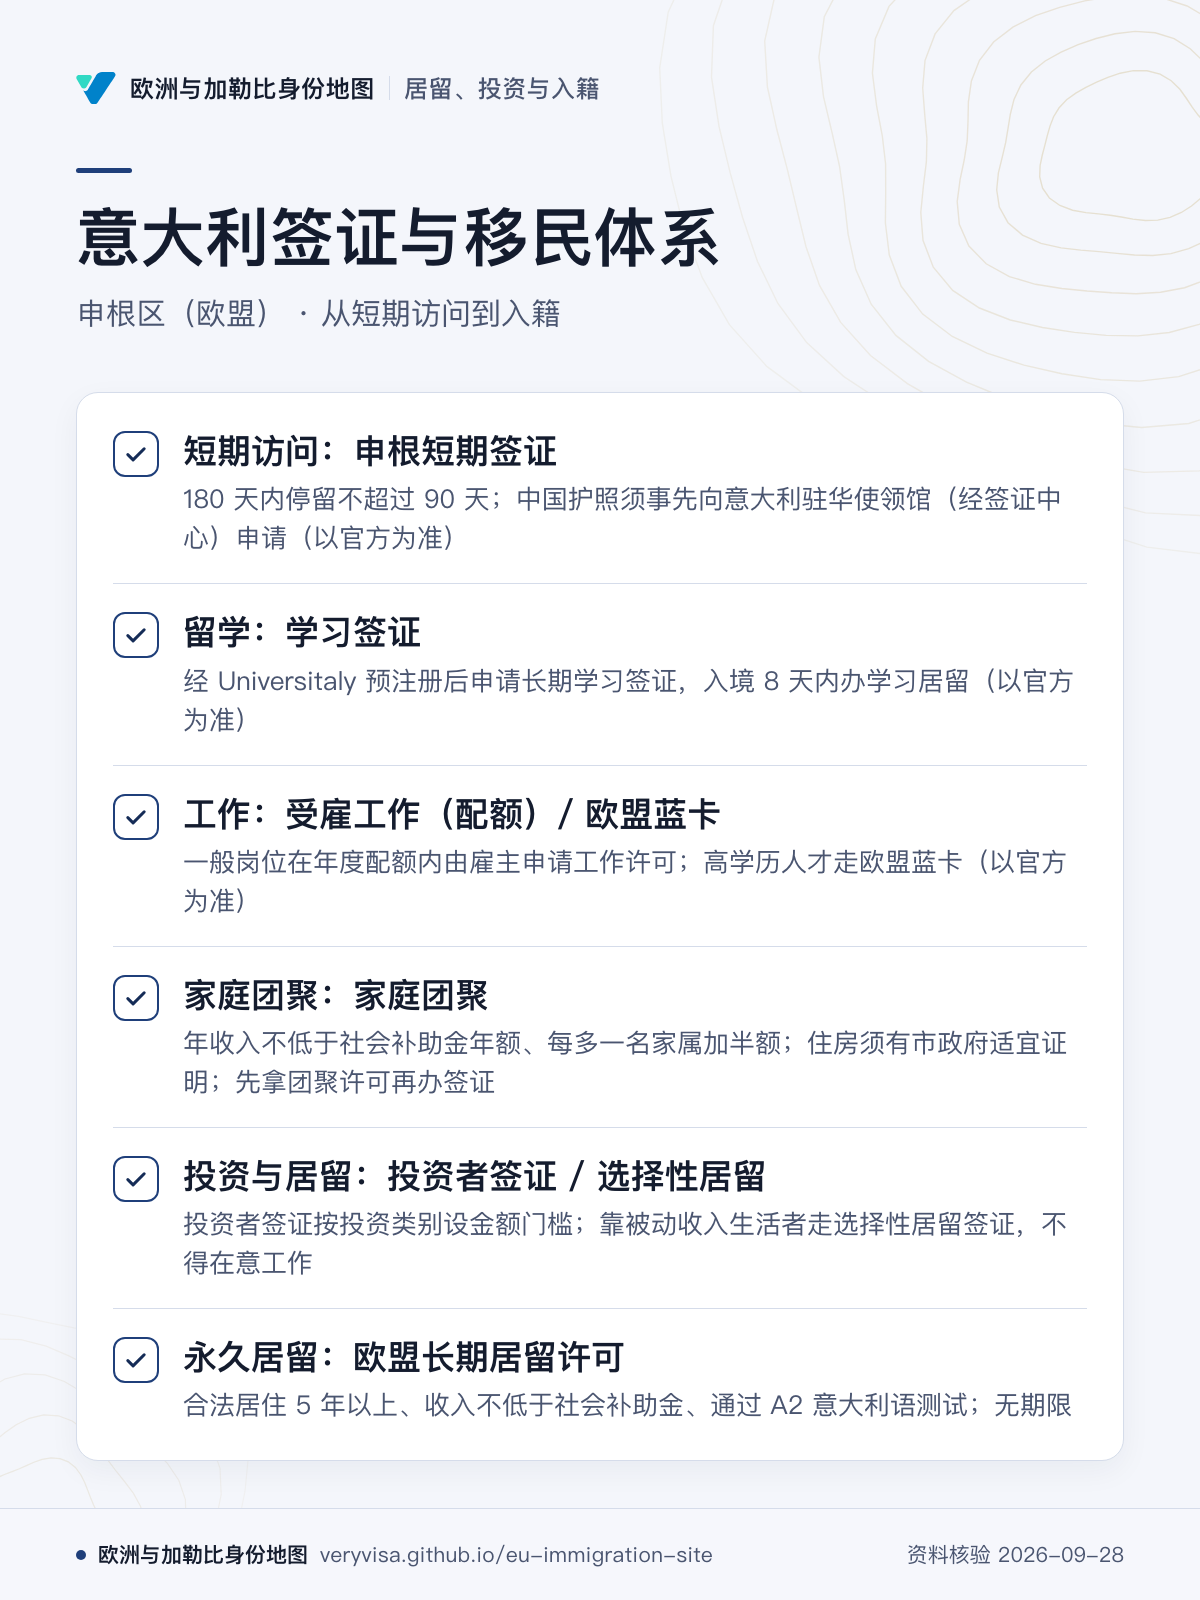 欧洲与加勒比身份地图 居留、投资与入籍
意大利签证与移民体系
申根区（欧盟） · 从短期访问到入籍
短期访问：申根短期签证
180 天内停留不超过 90 天；中国护照须事先向意大利驻华使领馆（经签证中
心）申请（以官方为准）
留学：学习签证
经 Universitaly 预注册后申请长期学习签证，入境 8 天内办学习居留（以官方
为准）
工作：受雇工作（配额）/ 欧盟蓝卡
一般岗位在年度配额内由雇主申请工作许可；高学历人才走欧盟蓝卡（以官方
为准）
家庭团聚：家庭团聚
年收入不低于社会补助金年额、每多一名家属加半额；住房须有市政府适宜证
明；先拿团聚许可再办签证
投资与居留：投资者签证 / 选择性居留
投资者签证按投资类别设金额门槛；靠被动收入生活者走选择性居留签证，不
得在意工作
永久居留：欧盟长期居留许可
合法居住 5 年以上、收入不低于社会补助金、通过 A2 意大利语测试；无期限
欧洲与加勒比身份地图 veryvisa.github.io/eu-immigration-site
资料核验 2026-09-28